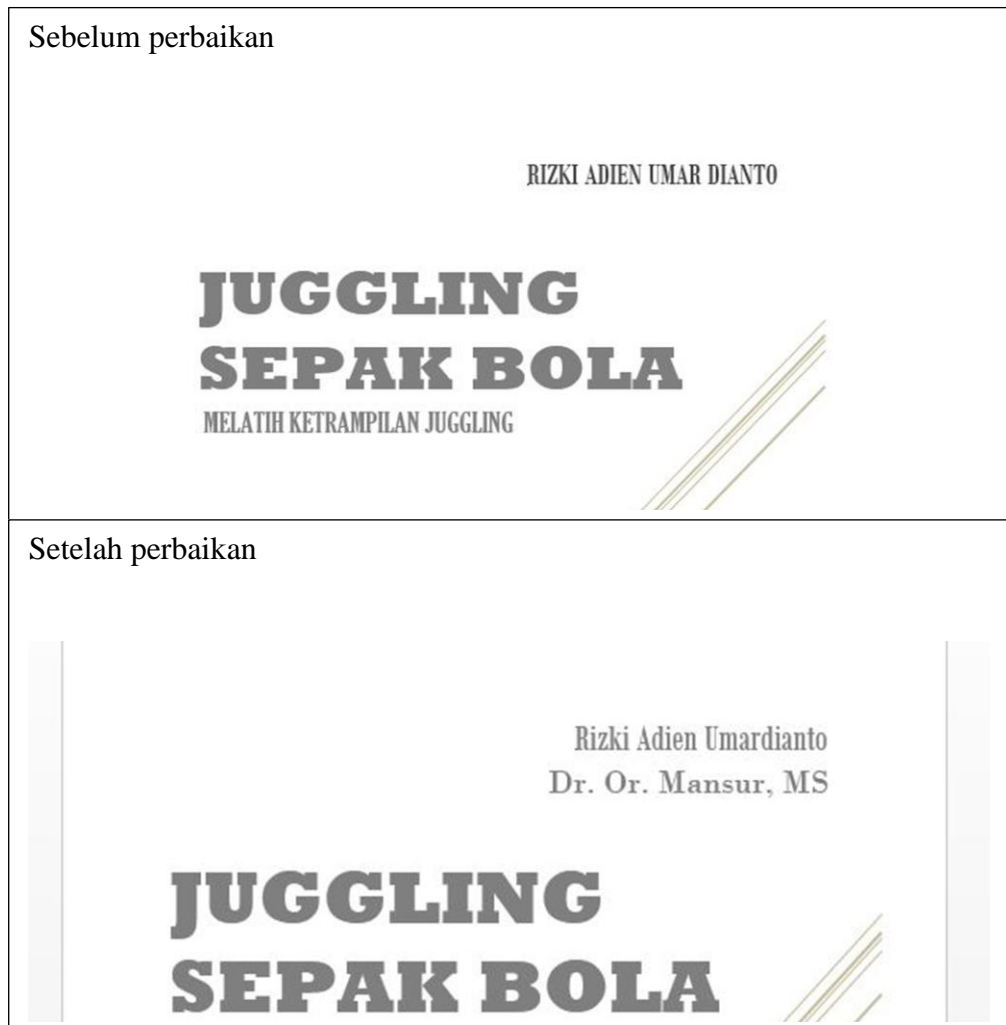 Sebelum perbaikan
RIZKI ADIEN UMAR DIANTO
JUGGLING
SEPAK BOLA
MELATIH KETRAMPILAN JUGGLING
Setelah perbaikan
Rizki Adien Umardianto
Dr. Or. Mansur, MS
JUGGLING
SEPAK BOLA